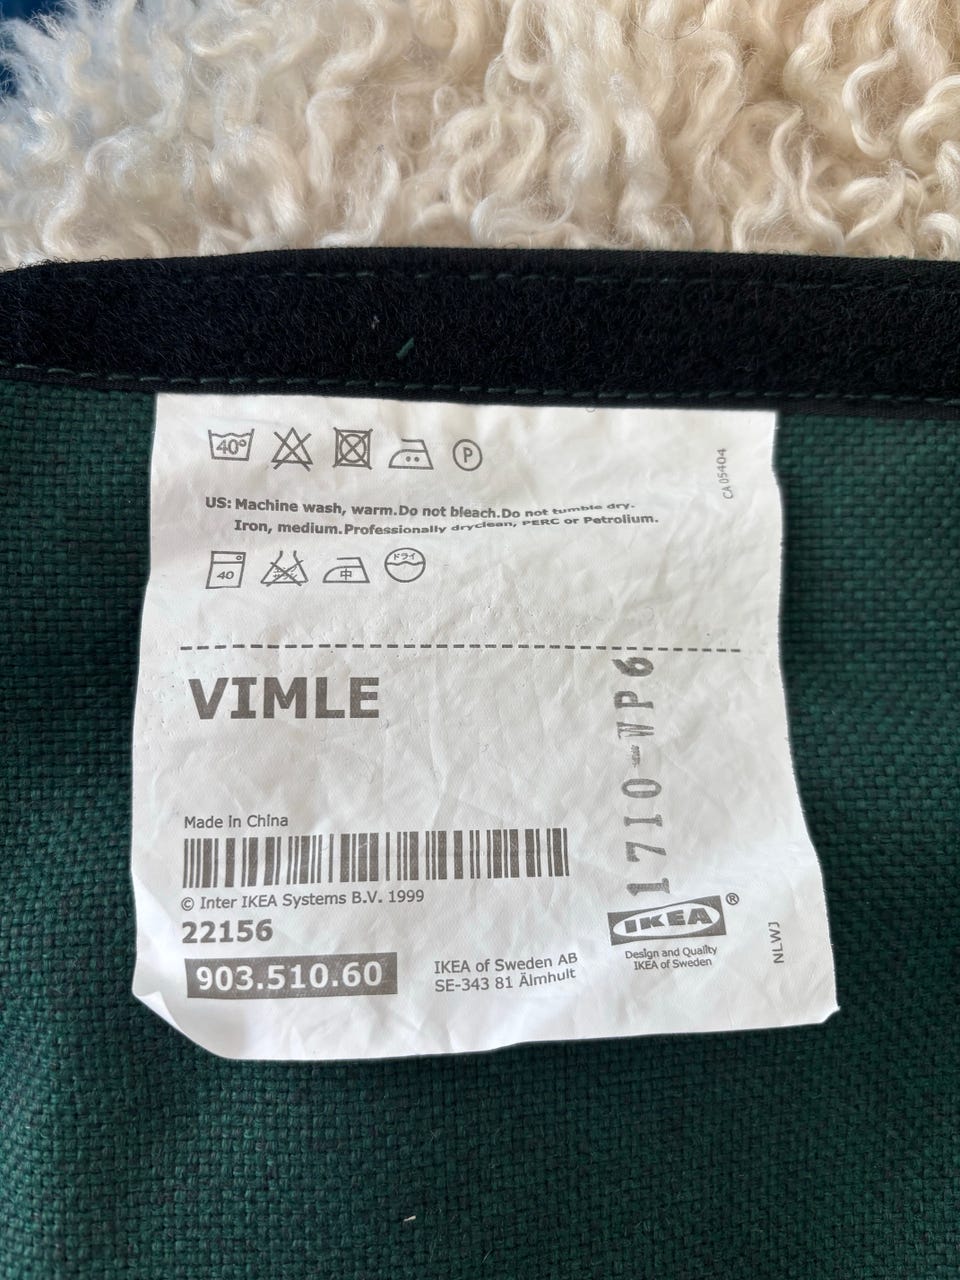 40°
P
CA 05404
US: Machine wash, warm.Do not bleach.Do not tumble dry.
Iron, medium.Professionally dryclean, PERC or Petrolium.
40
中
ドライ
VIMLE
1710-WP6
Made in China
© Inter IKEA Systems B.V. 1999
22156
903.510.60
IKEA of Sweden AB
SE-343 81 Älmhult
IKEA®
Design and Quality
IKEA of Sweden
NLWJ